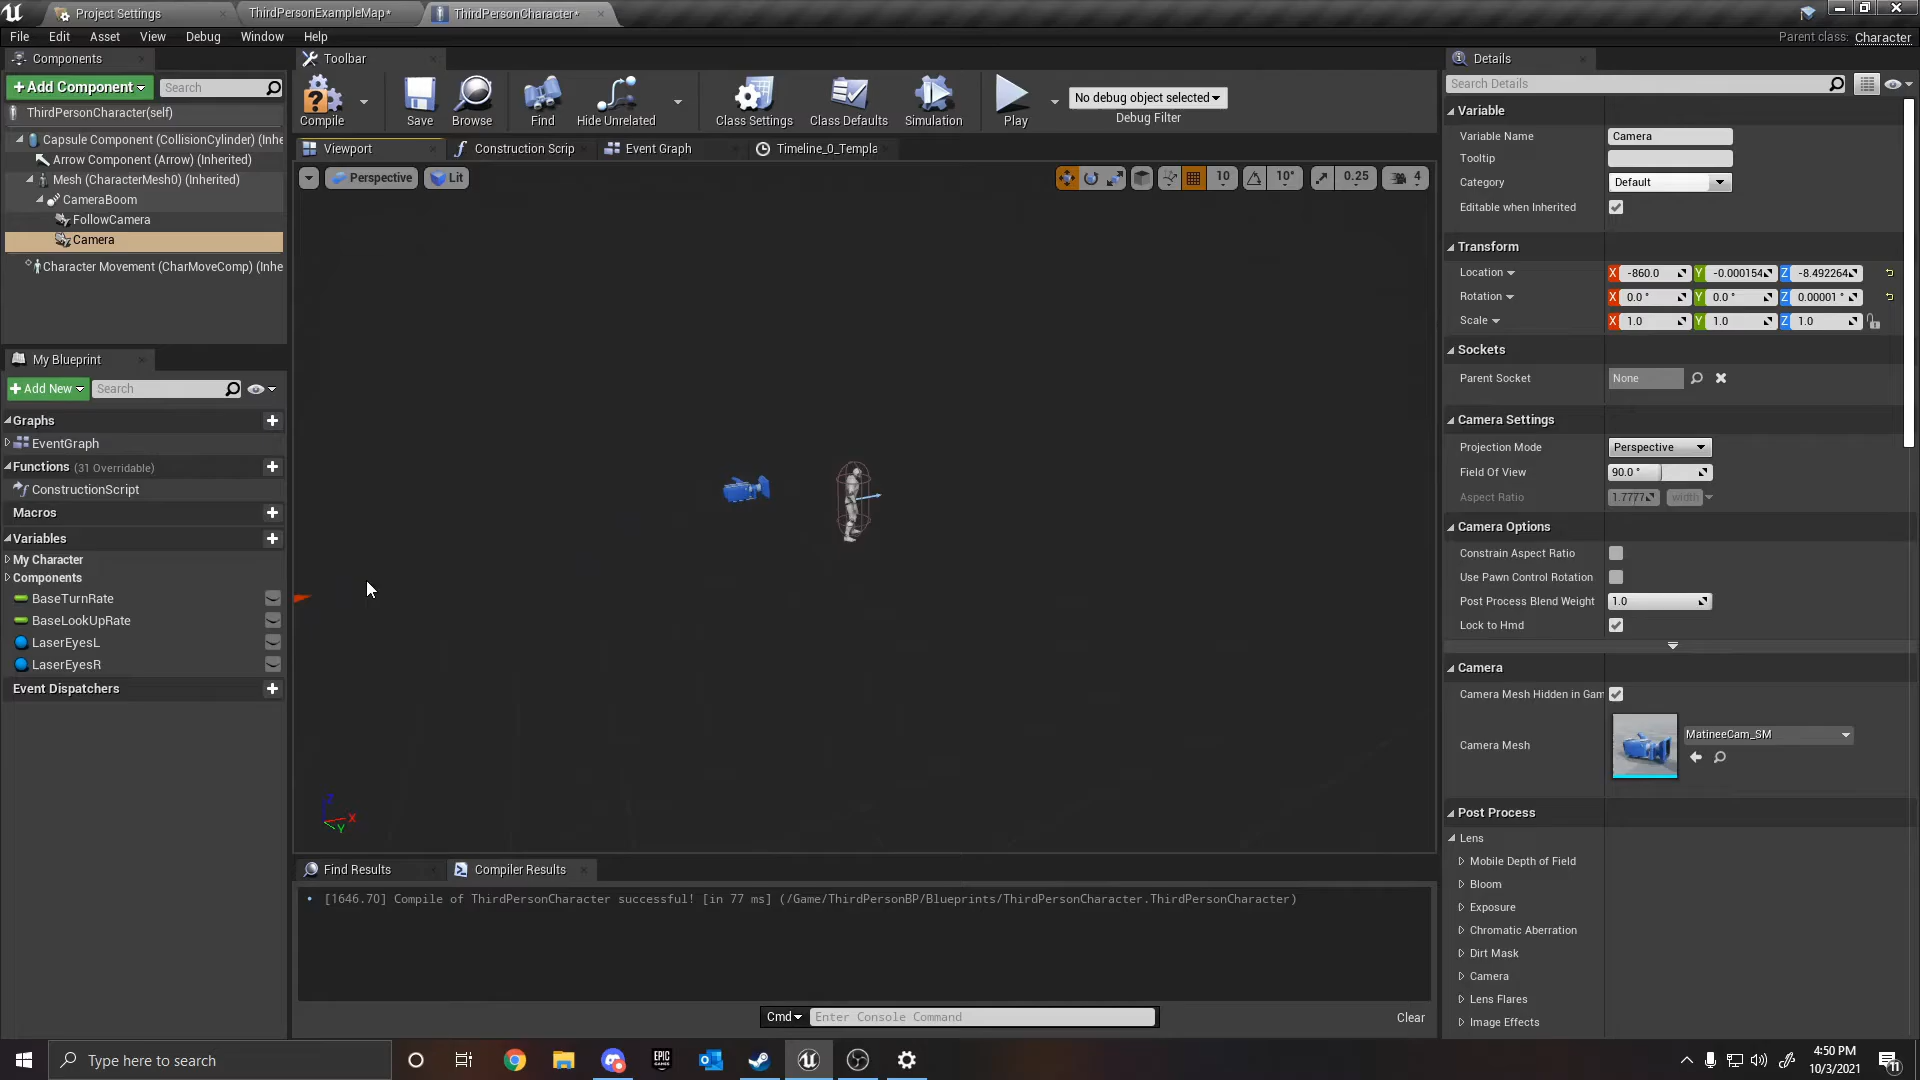 Project Settings
ThirdPersonExampleMap*
ThirdPersonCharacter*
File Edit Asset View Debug Window Help
Parent class: Character
Components
+Add Component
Search
ThirdPersonCharacter(self)
Capsule Component (CollisionCylinder) (Inhe
Arrow Component (Arrow) (Inherited)
Mesh (CharacterMesh0) (Inherited)
CameraBoom
FollowCamera
Camera
Character Movement (CharMoveComp) (Inhe
My Blueprint
+Add New
Search
Graphs
EventGraph
Functions (31 Overridable)
ConstructionScript
Macros
Variables
My Character
Components
BaseTurnRate
BaseLookUpRate
LaserEyesL
LaserEyesR
Event Dispatchers
Toolbar
Compile Save Browse Find Hide Unrelated Class Settings Class Defaults Simulation Play
No debug object selected
Debug Filter
Viewport
Construction Scrip
Event Graph
Timeline_0_Templa
Perspective
Lit
10 10° 0.25 4
Z X Y
Find Results
Compiler Results
[1646.70] Compile of ThirdPersonCharacter successful! [in 77 ms] (/Game/ThirdPersonBP/Blueprints/ThirdPersonCharacter.ThirdPersonCharacter)
Cmd
Enter Console Command
Clear
Details
Search Details
Variable
Variable Name Camera
Tooltip
Category Default
Editable when Inherited
Transform
Location X -860.0 Y -0.000154 Z -8.492264
Rotation X 0.0 ° Y 0.0 ° Z 0.00001 °
Scale X 1.0 Y 1.0 Z 1.0
Sockets
Parent Socket None
Camera Settings
Projection Mode Perspective
Field Of View 90.0 °
Aspect Ratio 1.7777 width
Camera Options
Constrain Aspect Ratio
Use Pawn Control Rotation
Post Process Blend Weight 1.0
Lock to Hmd
Camera
Camera Mesh Hidden in Gam
Camera Mesh
MatineeCam_SM
Post Process
Lens
Mobile Depth of Field
Bloom
Exposure
Chromatic Aberration
Dirt Mask
Camera
Lens Flares
Image Effects
Type here to search
EPIC GAMES
4:50 PM
10/3/2021
11